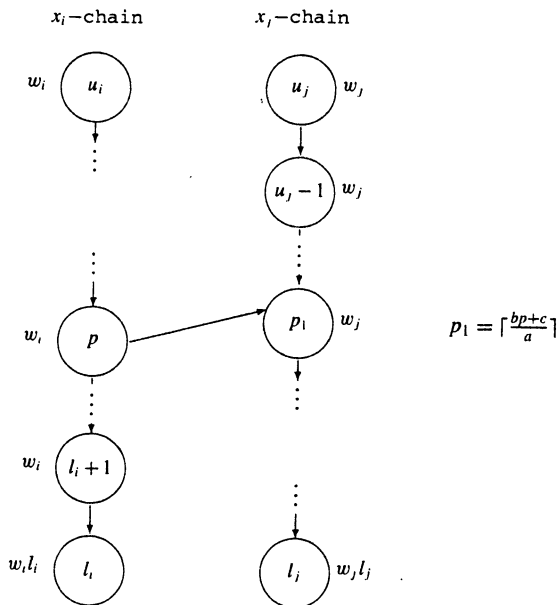 x_i-chain x_j-chain
w_i u_i u_j w_j
u_j − 1 w_j
w_i p p_1 w_j p_1 = ⌈(bp+c)/a⌉
w_i l_i + 1
w_i l_i l_i l_j w_j l_j